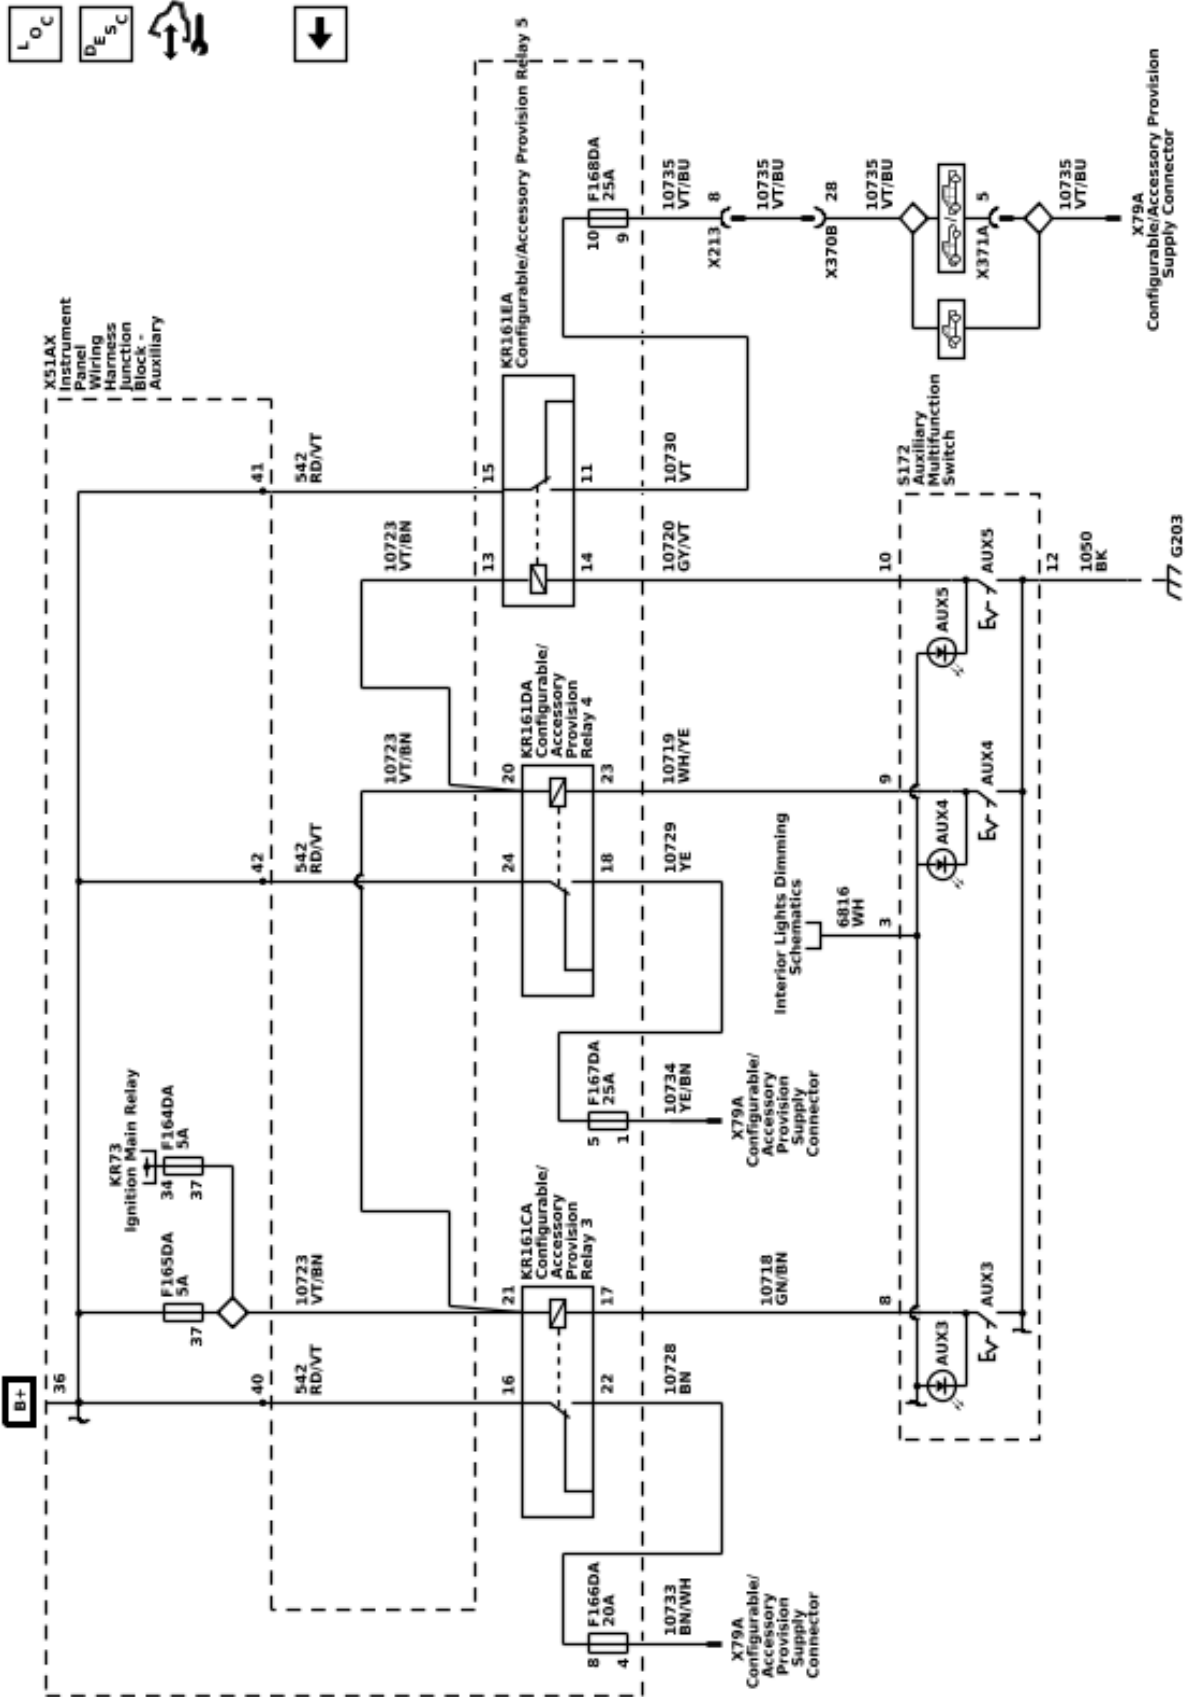 L O C
D E S C
B+
36
X51AX
Instrument
Panel
Wiring
Harness
Junction
Block -
Auxiliary
KR73
Ignition Main Relay
F165DA
5A
37
F164DA
5A
34
37
40
42
41
542
RD/VT
10723
VT/BN
542
RD/VT
542
RD/VT
10723
VT/BN
10723
VT/BN
16
21
22
17
KR161CA
Configurable/
Accessory
Provision
Relay 3
24
20
18
23
KR161DA
Configurable/
Accessory
Provision
Relay 4
13
15
14
11
KR161EA
Configurable/Accessory Provision Relay 5
F166DA
20A
8
4
F167DA
25A
5
1
F168DA
25A
10
9
10733
BN/WH
10728
BN
10734
YE/BN
10729
YE
10719
WH/YE
10720
GY/VT
10730
VT
10735
VT/BU
X79A
Configurable/
Accessory
Provision
Supply
Connector
10718
GN/BN
X79A
Configurable/
Accessory
Provision
Supply
Connector
Interior Lights Dimming
Schematics
6816
WH
X213
8
10735
VT/BU
X370B
28
10735
VT/BU
X371A
5
10735
VT/BU
X79A
Configurable/Accessory Provision
Supply Connector
8
3
9
10
S172
Auxiliary
Multifunction
Switch
AUX3
AUX4
AUX5
AUX3
AUX4
AUX5
12
1050
BK
G203